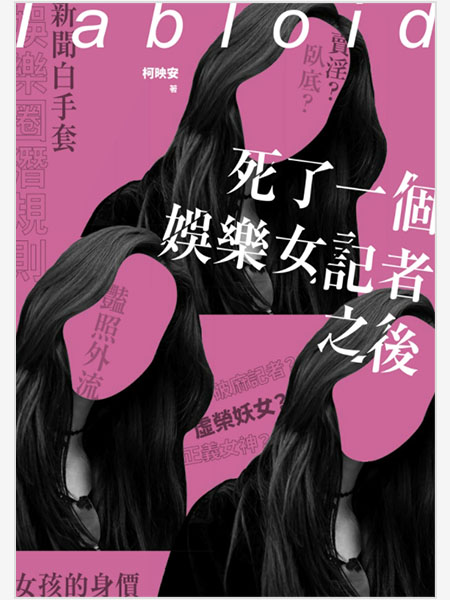 tabloid
新聞白手套
娛樂圈潛規則
柯映安
著
賣淫?
臥底?
死了一個
娛樂女記者
之後
豔照外流
破麻記者?
虛榮妖女?
正義女神?
女孩的身價